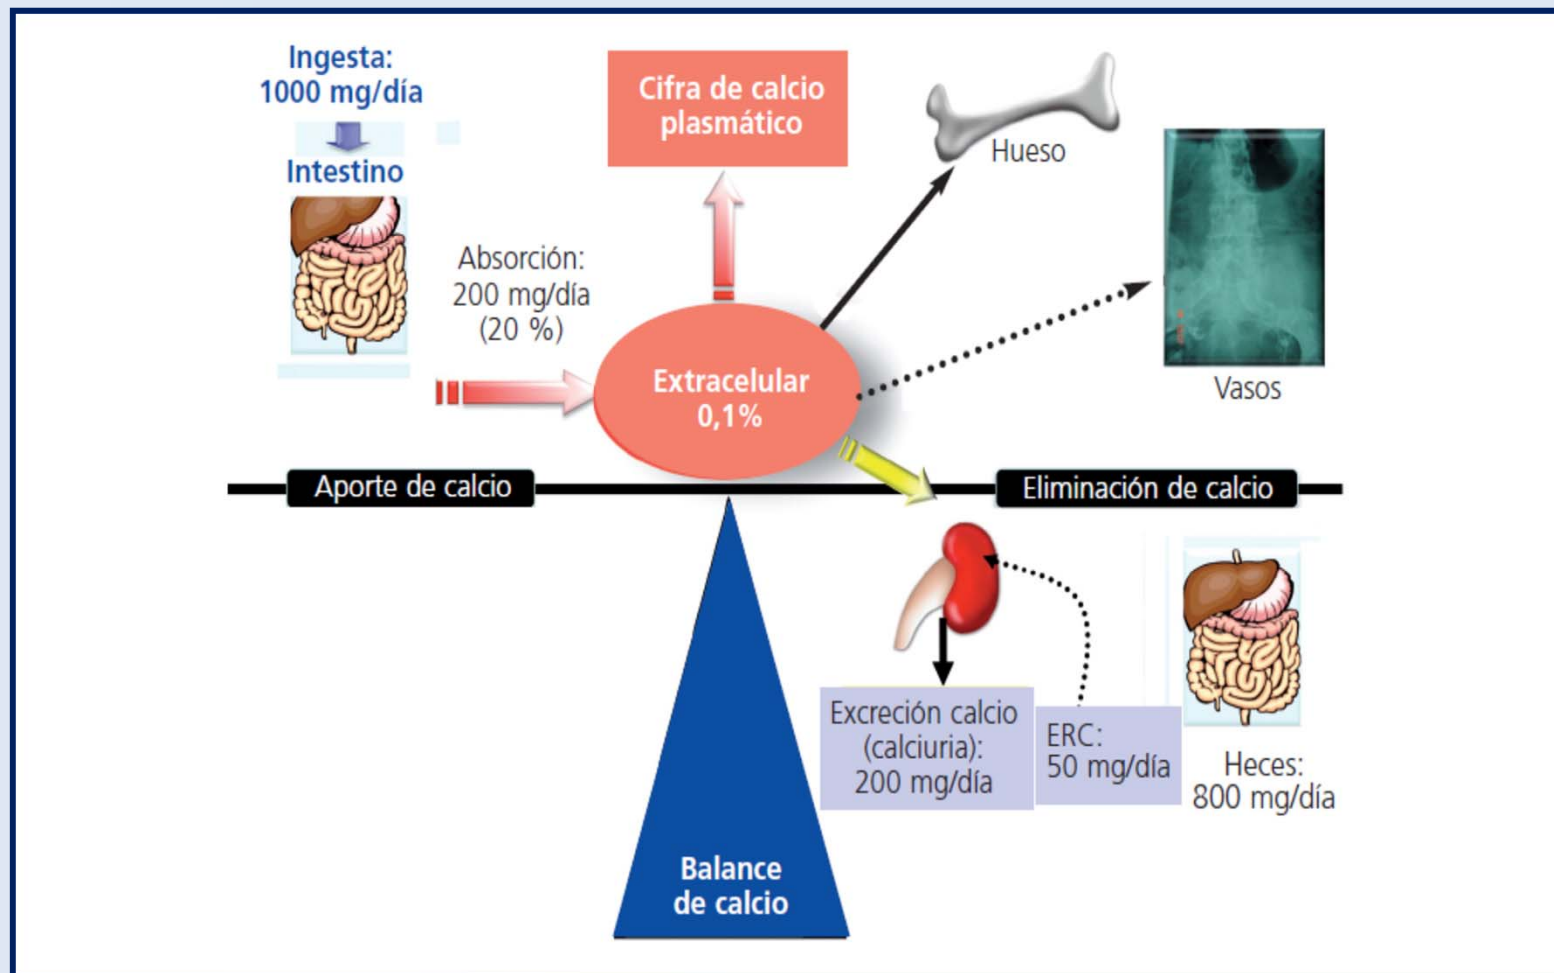 Ingesta:
1000 mg/día
Intestino
Absorción:
200 mg/día
(20 %)
Cifra de calcio
plasmático
Hueso
Vasos
Extracelular
0,1%
Aporte de calcio
Eliminación de calcio
Excreción calcio
(calciuria):
200 mg/día
ERC:
50 mg/día
Heces:
800 mg/día
Balance
de calcio